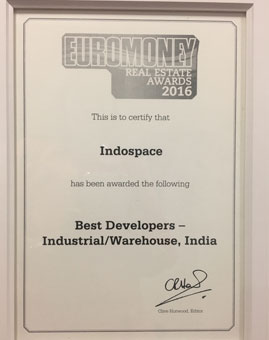 EUROMONEY
REAL ESTATE
AWARDS
2016
This is to certify that
Indospace
has been awarded the following
Best Developers –
Industrial/Warehouse, India
Clive Horwood, Editor